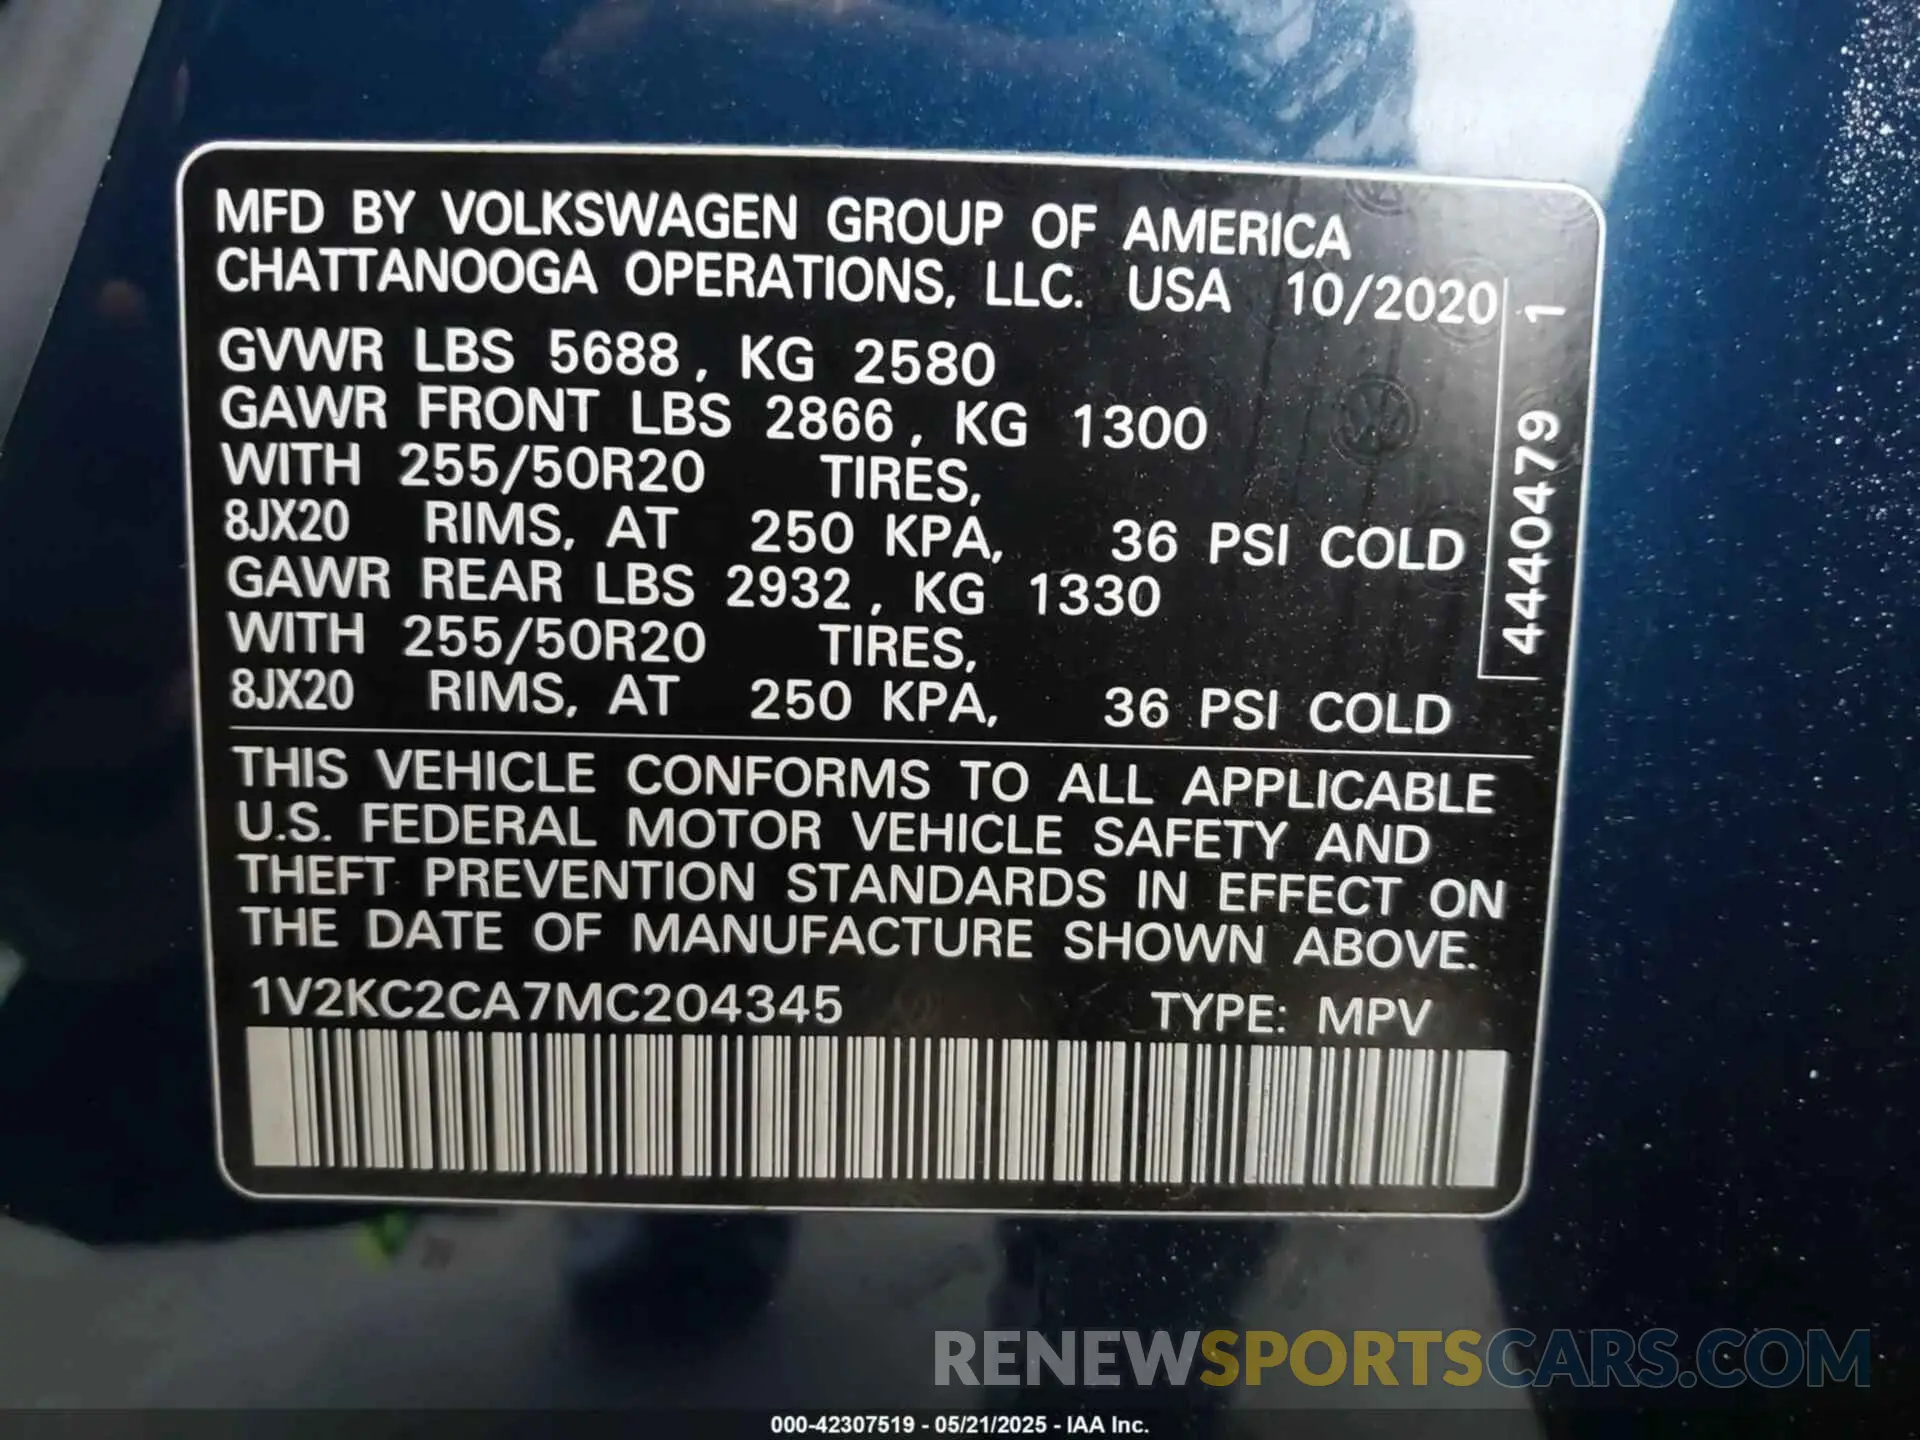 MFD BY VOLKSWAGEN GROUP OF AMERICA
CHATTANOOGA OPERATIONS, LLC. USA 10/2020
GVWR LBS 5688, KG 2580
GAWR FRONT LBS 2866, KG 1300
WITH 255/50R20 TIRES,
8JX20 RIMS, AT 250 KPA, 36 PSI COLD
GAWR REAR LBS 2932, KG 1330
WITH 255/50R20 TIRES,
8JX20 RIMS, AT 250 KPA, 36 PSI COLD
4440479 1
THIS VEHICLE CONFORMS TO ALL APPLICABLE
U.S. FEDERAL MOTOR VEHICLE SAFETY AND
THEFT PREVENTION STANDARDS IN EFFECT ON
THE DATE OF MANUFACTURE SHOWN ABOVE.
1V2KC2CA7MC204345 TYPE: MPV
RENEWSPORTSCARS.COM
000-42307519 - 05/21/2025 - IAA Inc.